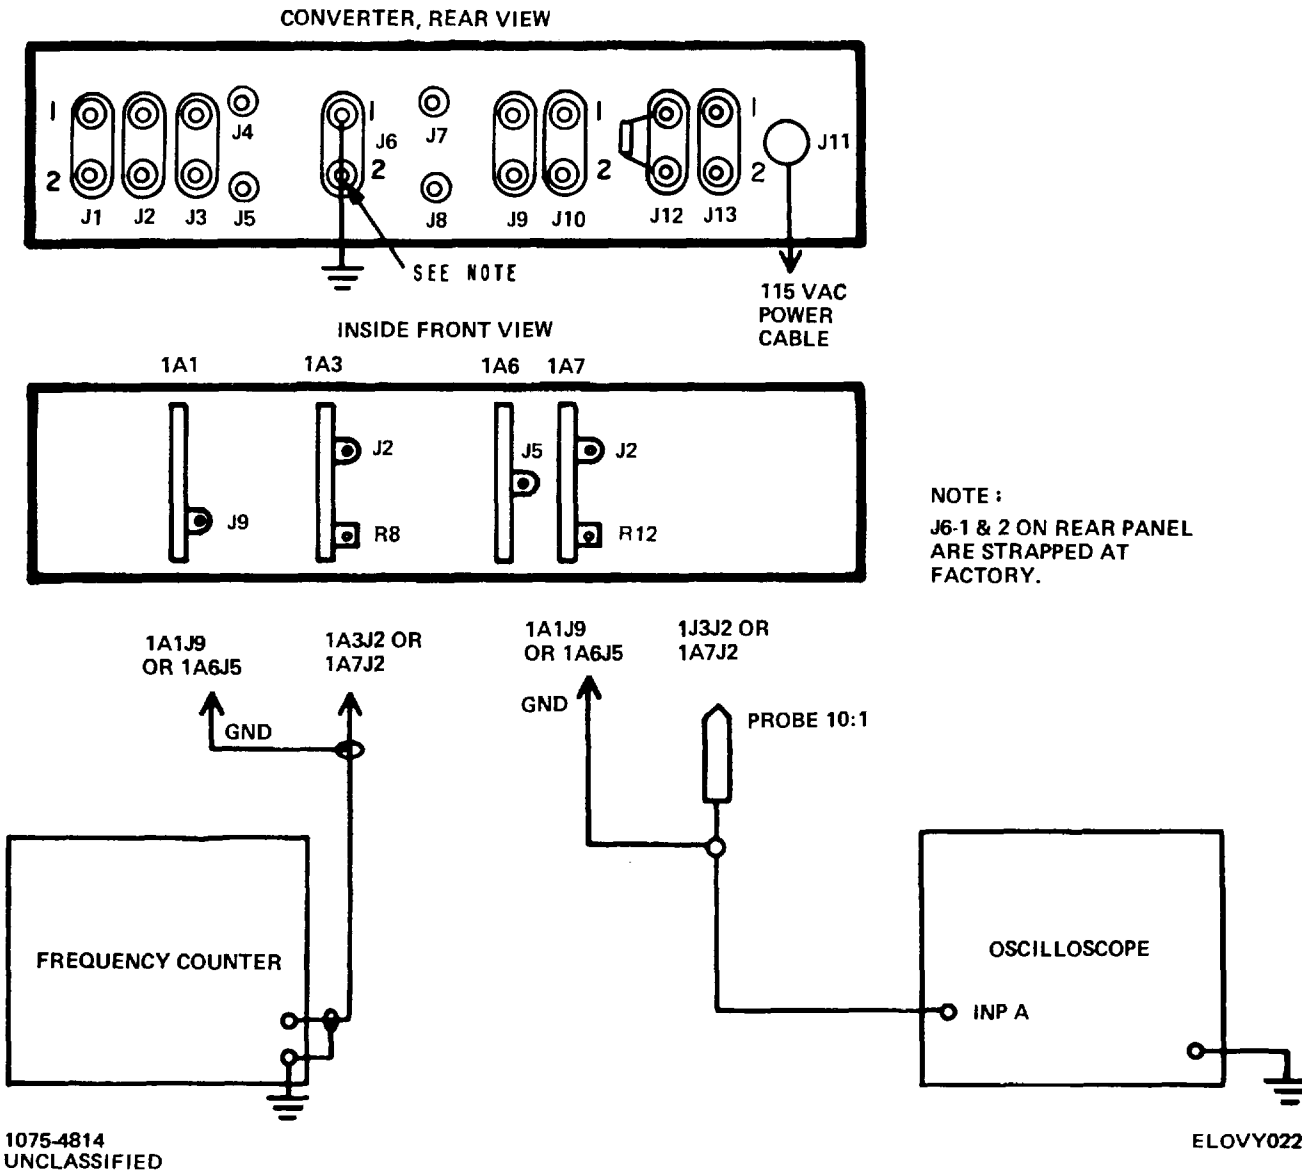 CONVERTER, REAR VIEW
1 J4 1 J6 J7 1 1 J11
2 2 2 2
J1 J2 J3 J5 J8 J9 J10 J12 J13
SEE NOTE
115 VAC
POWER
CABLE
INSIDE FRONT VIEW
1A1 1A3 1A6 1A7
J2 J5 J2
J9 R8 R12
NOTE :
J6-1 & 2 ON REAR PANEL
ARE STRAPPED AT
FACTORY.
1A1J9
OR 1A6J5
1A3J2 OR
1A7J2
1A1J9
OR 1A6J5
1J3J2 OR
1A7J2
GND
GND
PROBE 10:1
FREQUENCY COUNTER
OSCILLOSCOPE
INP A
1075-4814
UNCLASSIFIED
ELOVY022